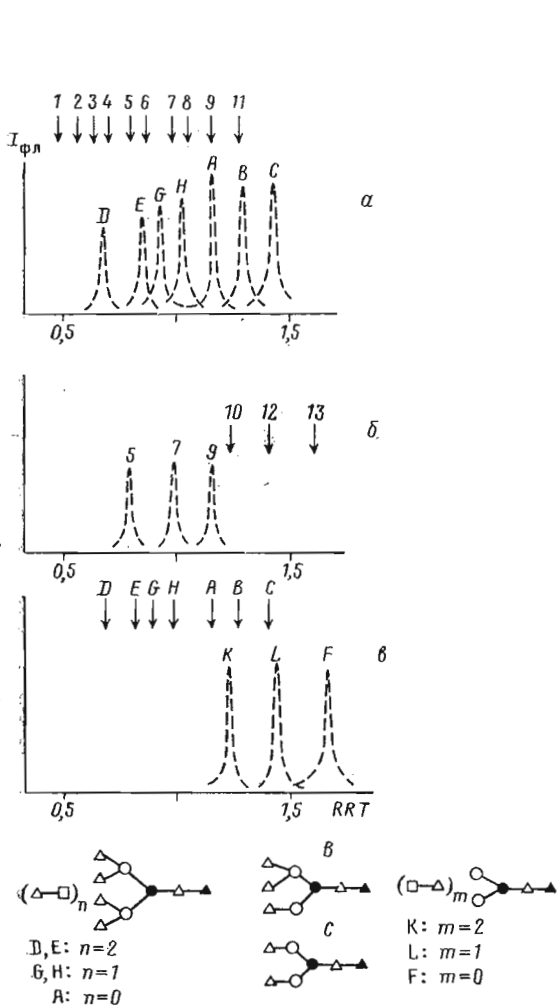 1 2 3 4 5 6 7 8 9 11
Iфл
D E G H A B C
а
0,5 1,5
10 12 13
б
5 7 9
0,5 1,5
D E G H A B C
K L F
в
0,5 1,5 RRT
B
( )n
( )m
D,E: n=2
G,H: n=1
A: n=0
C
K: m=2
L: m=1
F: m=0